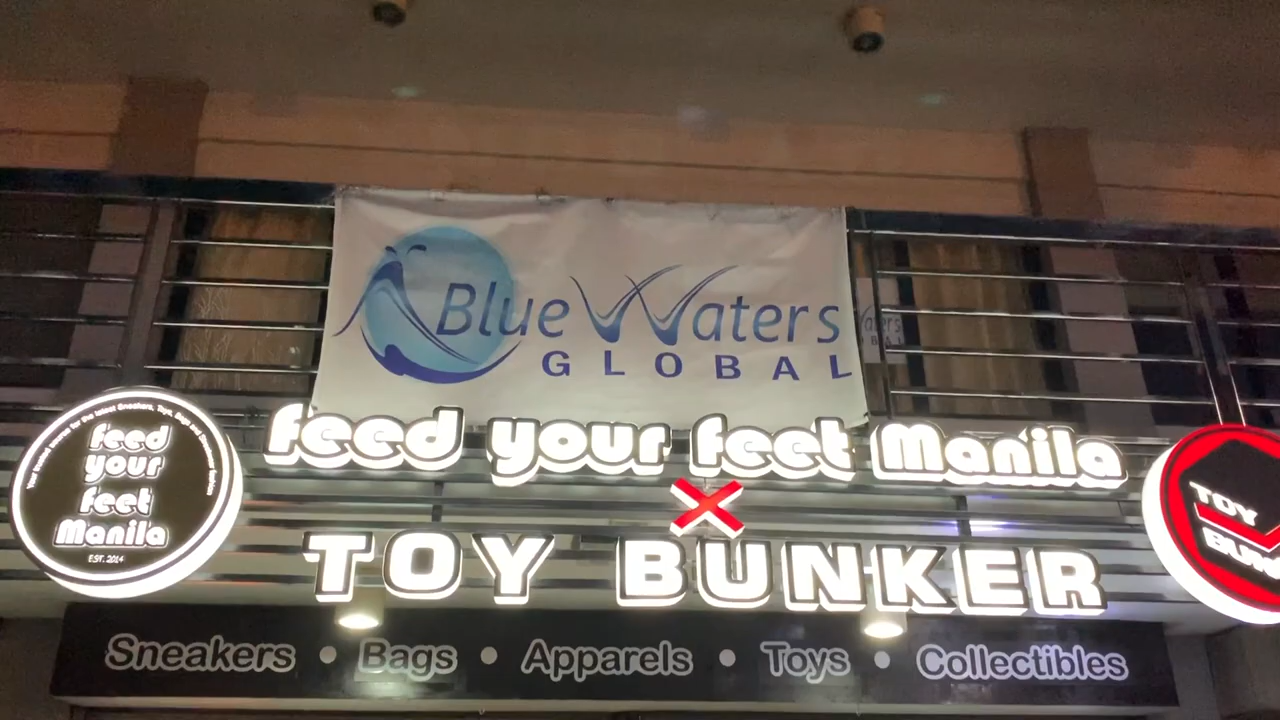 Blue Waters
GLOBAL
feed your feet Manila
X
TOY BUNKER
feed
your
feet
Manila
EST. 2014
TOY
Sneakers • Bags • Apparels • Toys • Collectibles